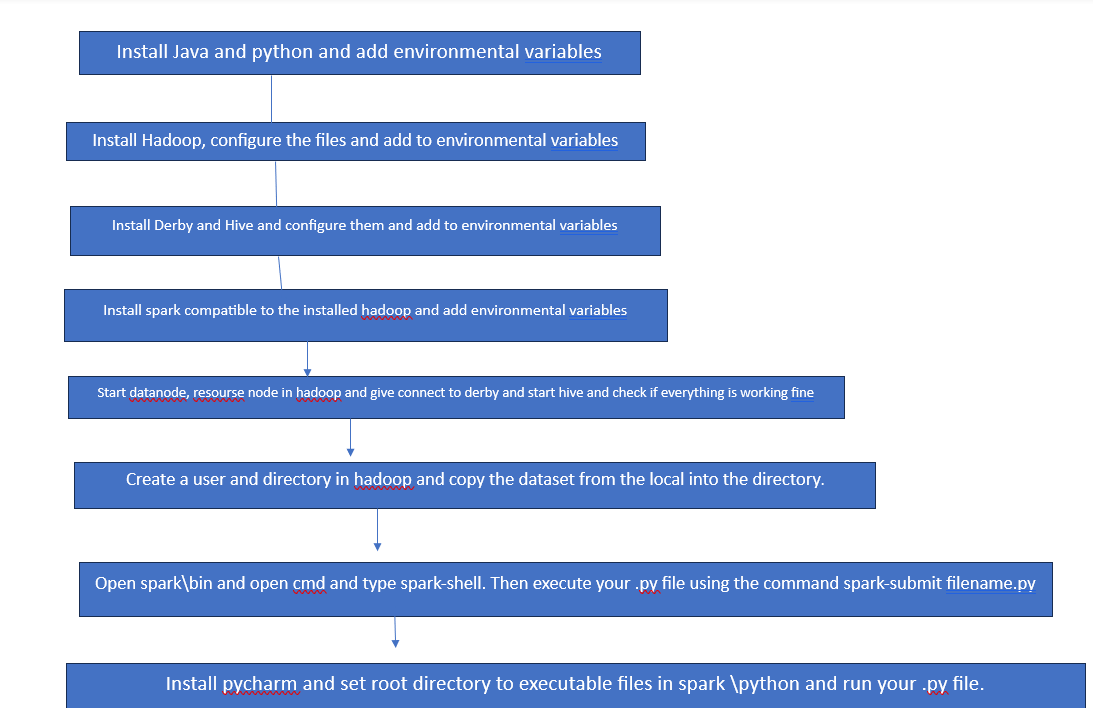 Install Java and python and add environmental variables
Install Hadoop, configure the files and add to environmental variables
Install Derby and Hive and configure them and add to environmental variables
Install spark compatible to the installed hadoop and add environmental variables
Start datanode, resourse node in hadoop and give connect to derby and start hive and check if everything is working fine
Create a user and directory in hadoop and copy the dataset from the local into the directory.
Open spark\bin and open cmd and type spark-shell. Then execute your .py file using the command spark-submit filename.py
Install pycharm and set root directory to executable files in spark \python and run your .py file.